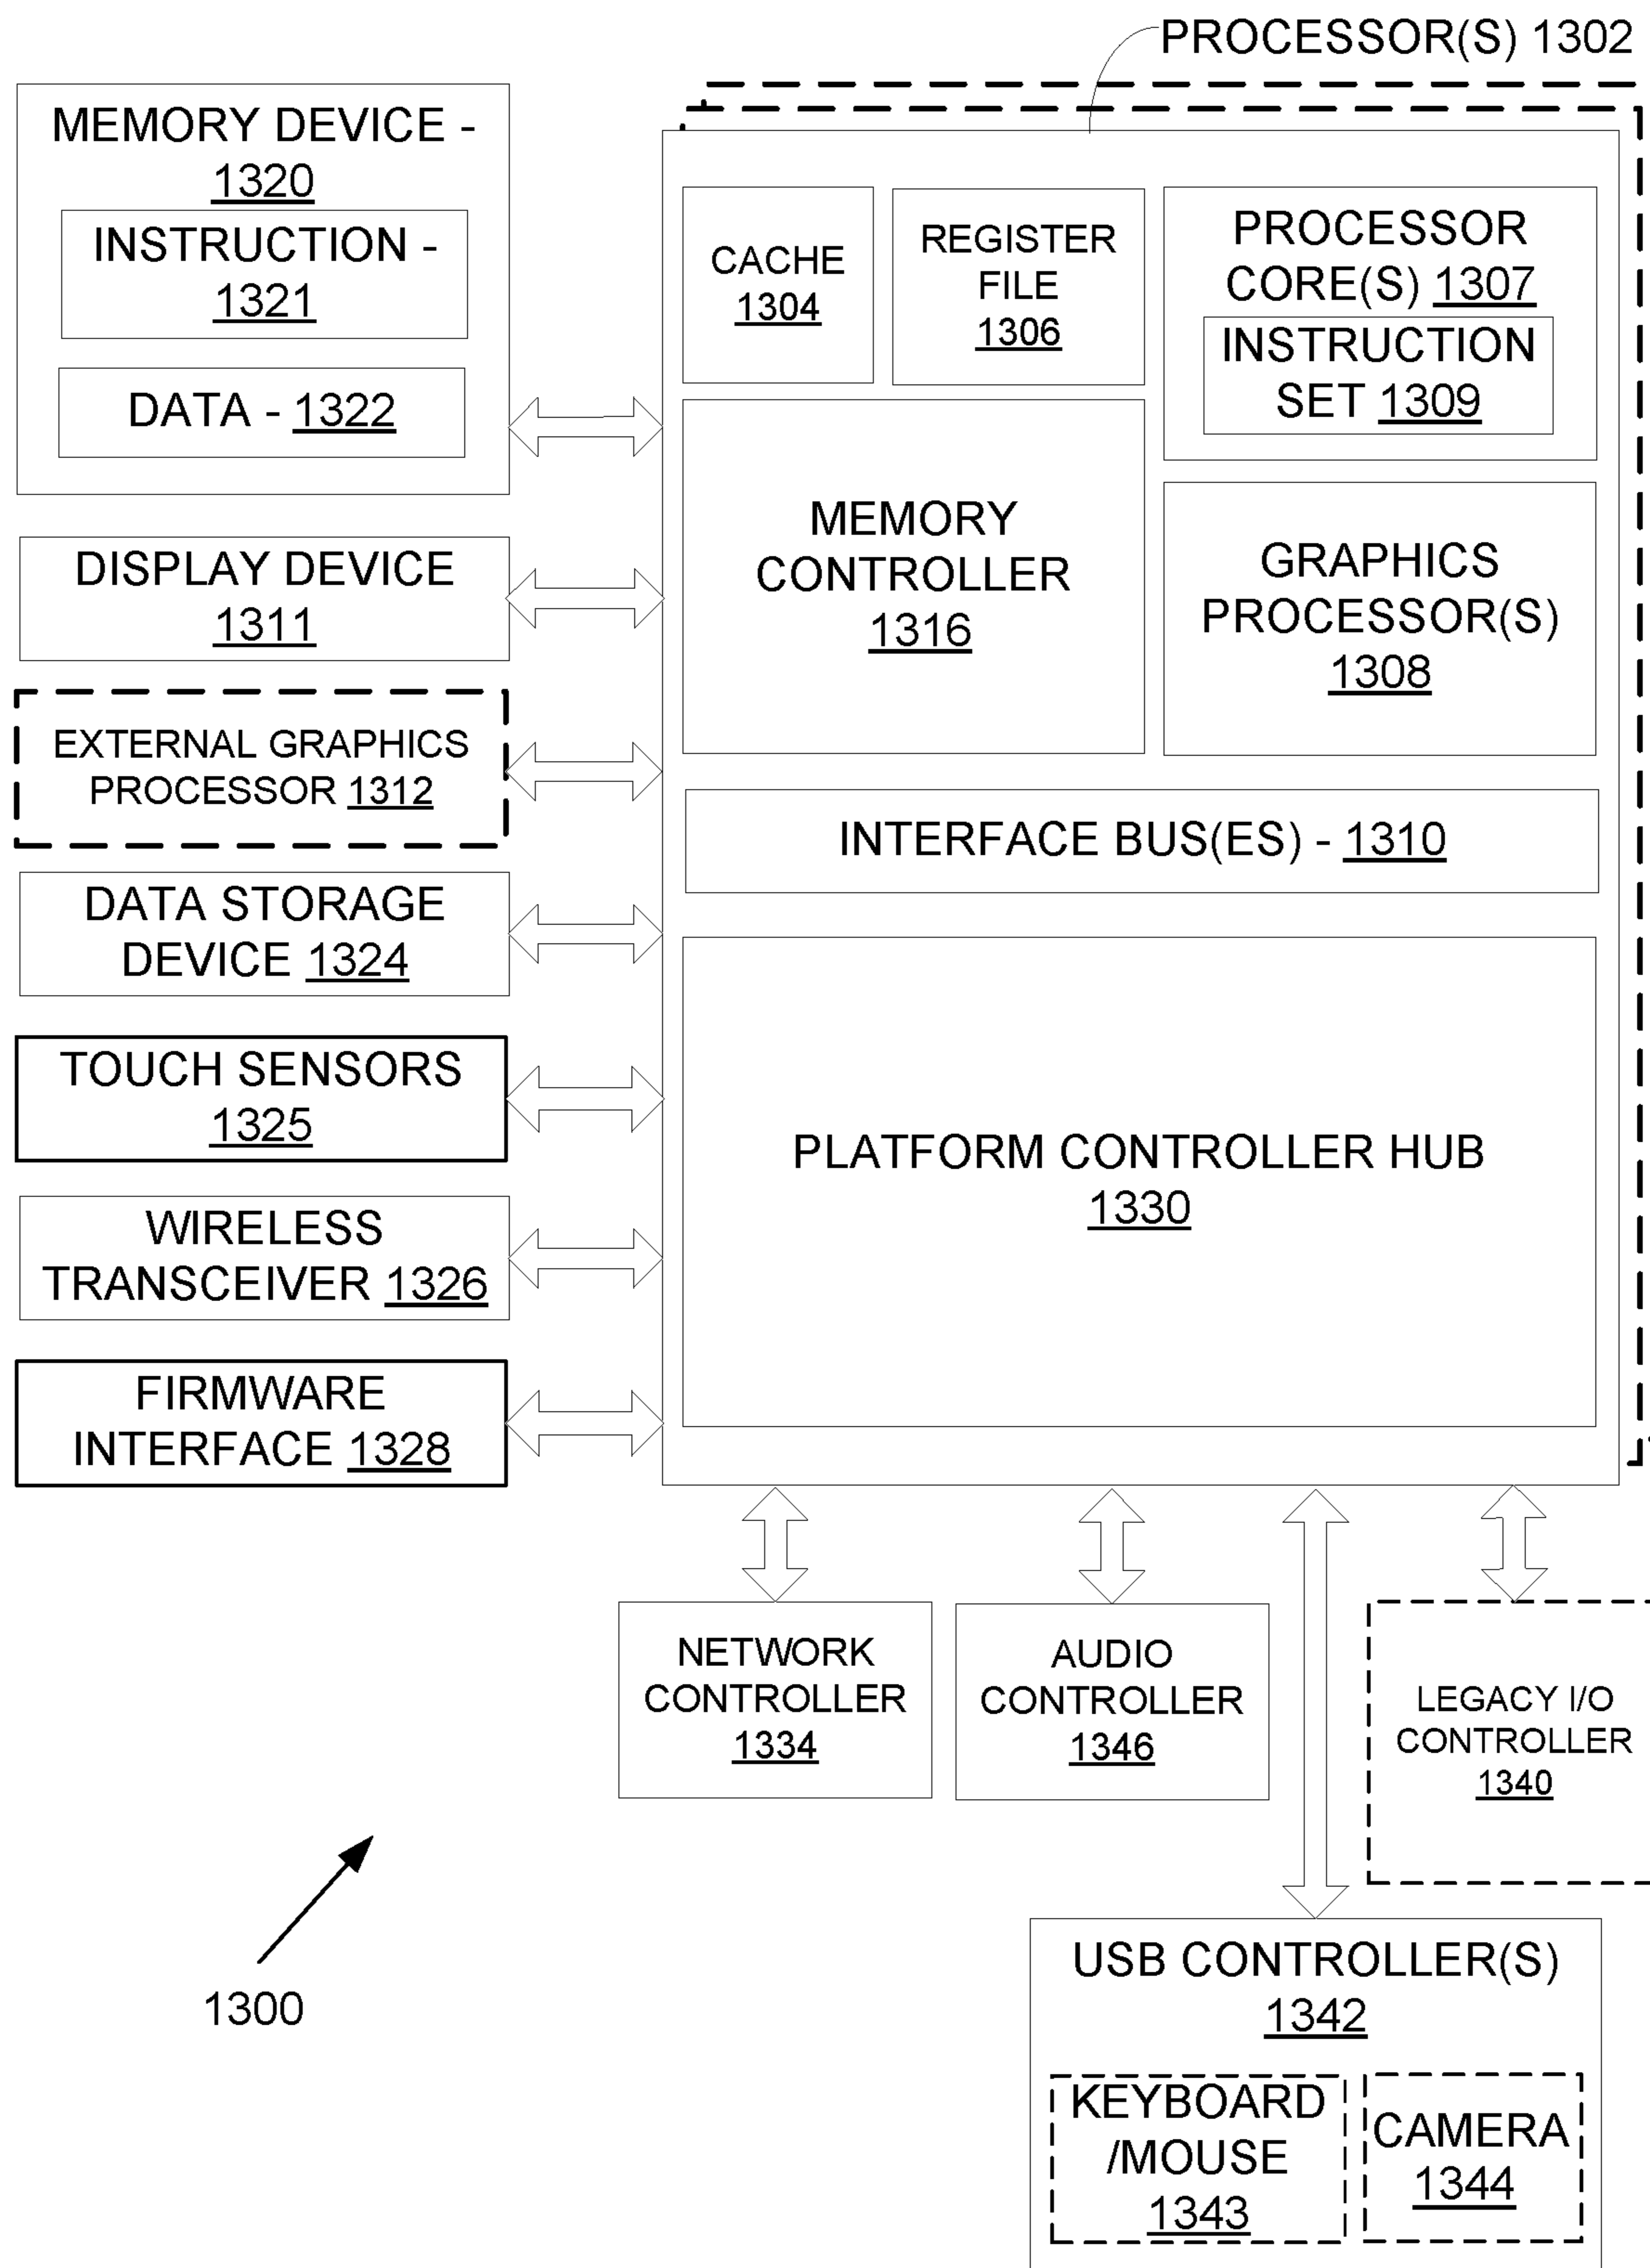 PROCESSOR(S) 1302
MEMORY DEVICE -
1320
INSTRUCTION -
1321
DATA - 1322
DISPLAY DEVICE
1311
EXTERNAL GRAPHICS
PROCESSOR 1312
DATA STORAGE
DEVICE 1324
TOUCH SENSORS
1325
WIRELESS
TRANSCEIVER 1326
FIRMWARE
INTERFACE 1328
CACHE
1304
REGISTER
FILE
1306
PROCESSOR
CORE(S) 1307
INSTRUCTION
SET 1309
MEMORY
CONTROLLER
1316
GRAPHICS
PROCESSOR(S)
1308
INTERFACE BUS(ES) - 1310
PLATFORM CONTROLLER HUB
1330
NETWORK
CONTROLLER
1334
AUDIO
CONTROLLER
1346
LEGACY I/O
CONTROLLER
1340
USB CONTROLLER(S)
1342
KEYBOARD
/MOUSE
1343
CAMERA
1344
1300